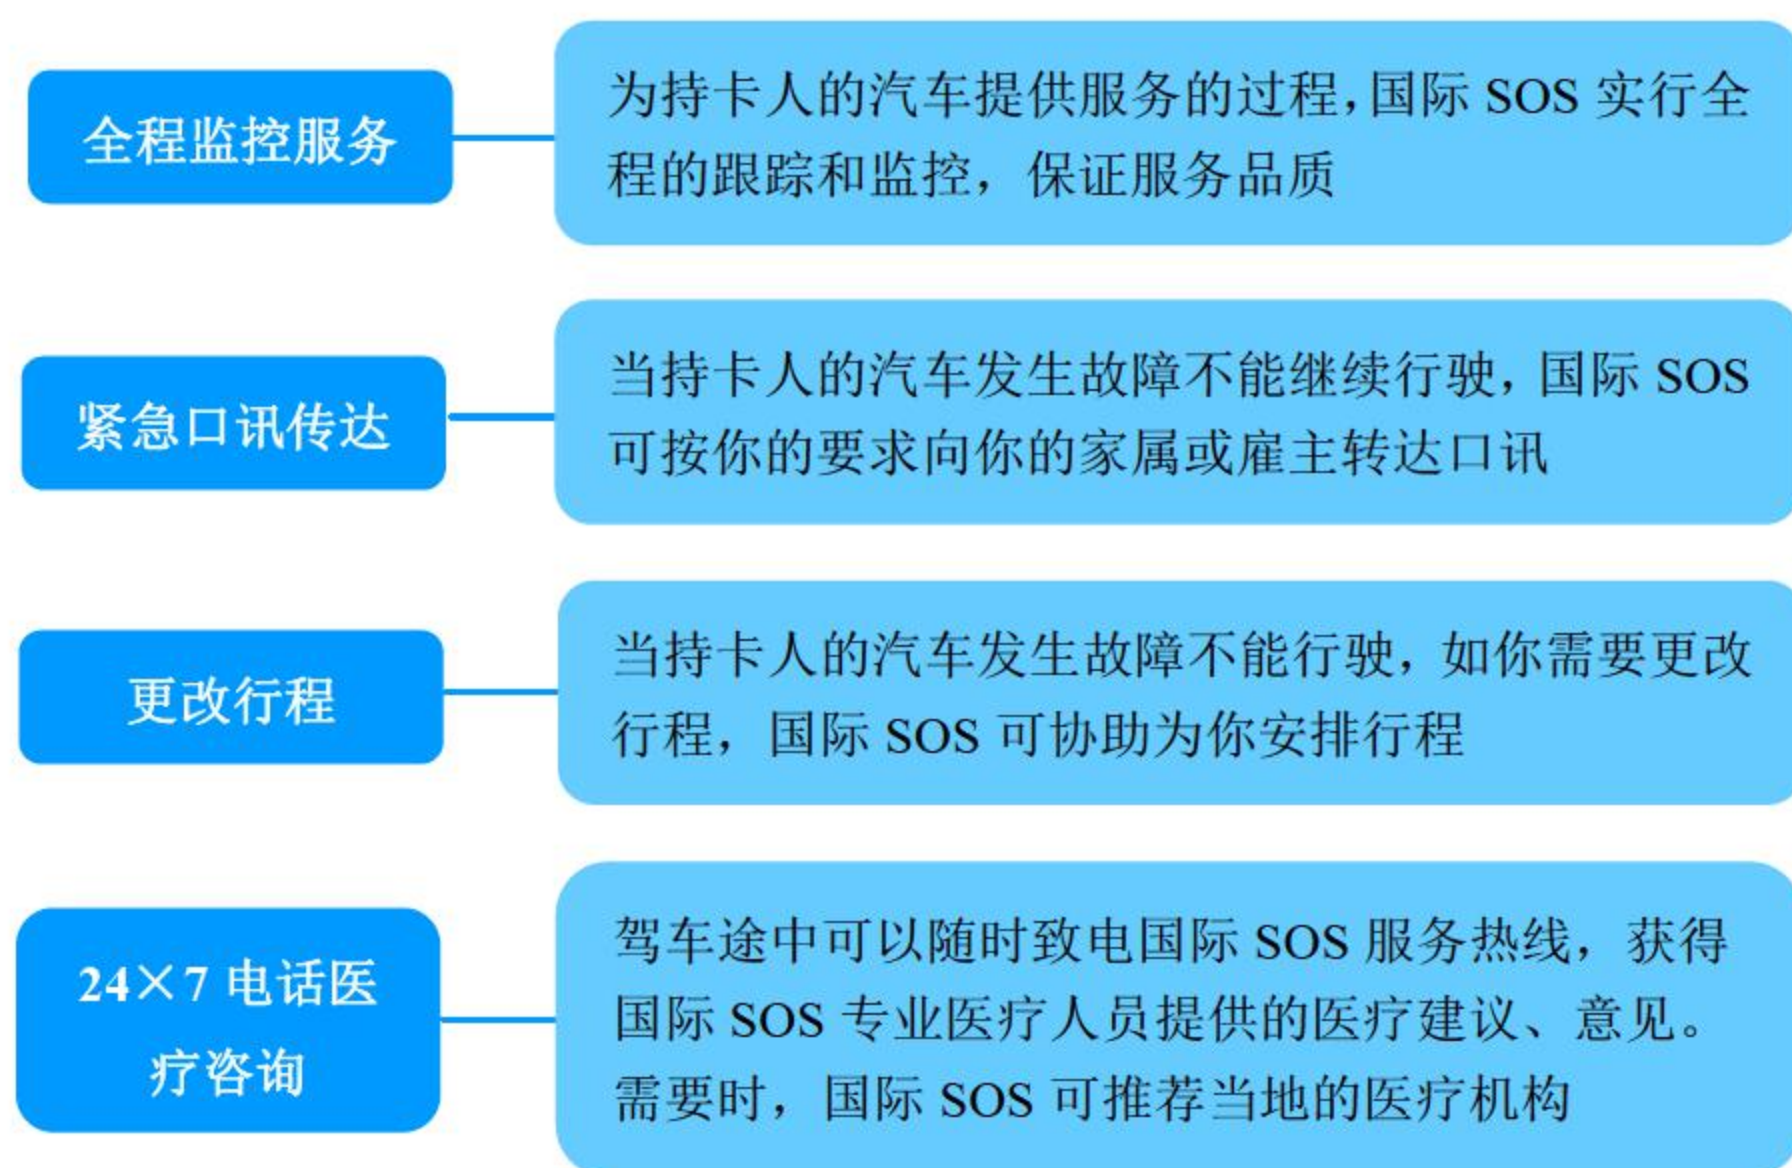 全程监控服务
为持卡人的汽车提供服务的过程，国际 SOS 实行全
程的跟踪和监控，保证服务品质
紧急口讯传达
当持卡人的汽车发生故障不能继续行驶，国际 SOS
可按你的要求向你的家属或雇主转达口讯
更改行程
当持卡人的汽车发生故障不能行驶，如你需要更改
行程，国际 SOS 可协助为你安排行程
24×7 电话医
疗咨询
驾车途中可以随时致电国际 SOS 服务热线，获得
国际 SOS 专业医疗人员提供的医疗建议、意见。
需要时，国际 SOS 可推荐当地的医疗机构